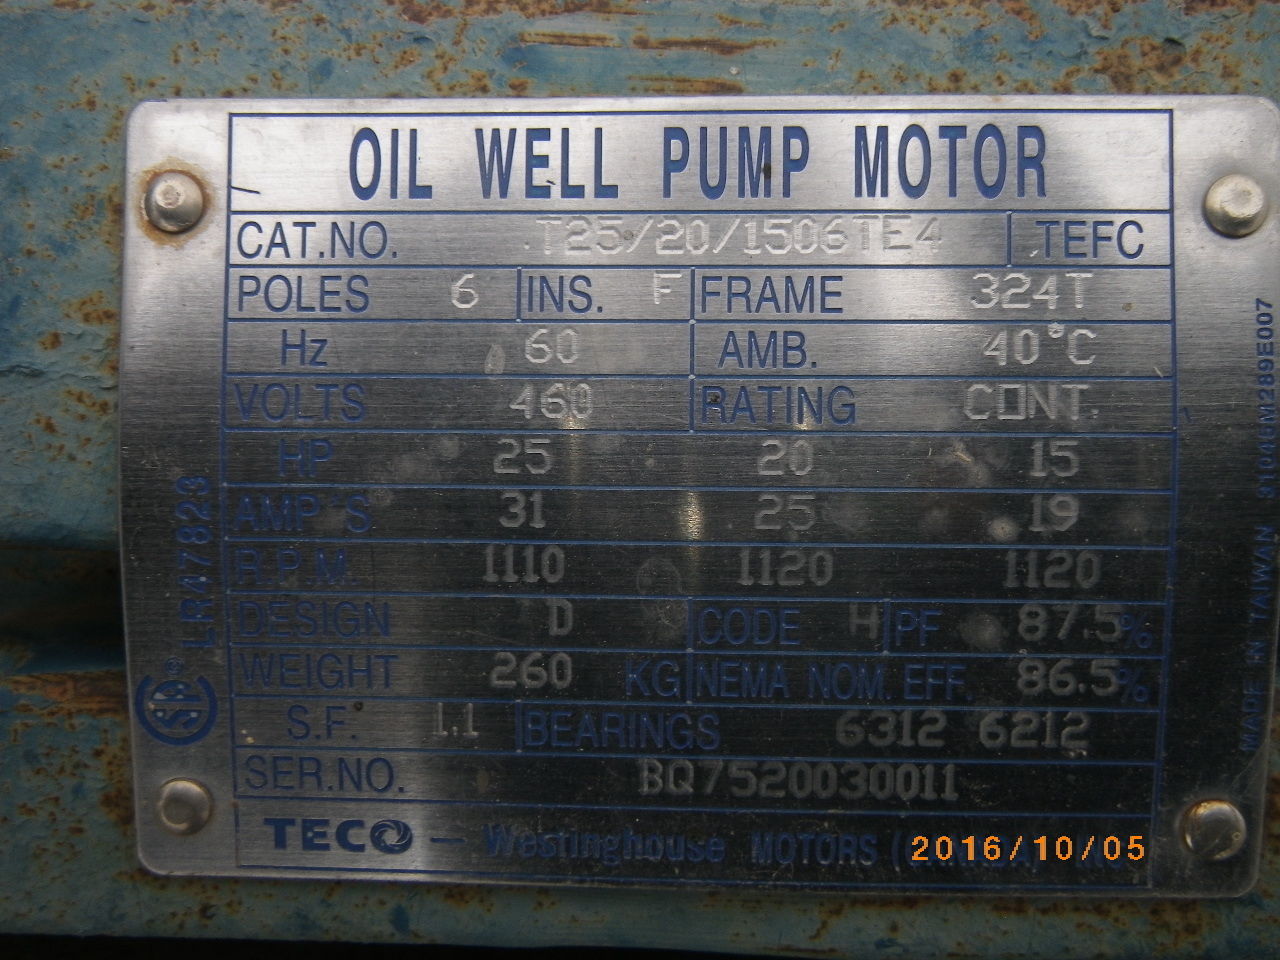 OIL WELL PUMP MOTOR
CAT.NO. T25/20/1506TE4 TEFC
POLES 6 INS. F FRAME 324T
Hz 60 AMB. 40°C
VOLTS 460 RATING CONT.
HP 25 20 15
AMP'S 31 25 19
R.P.M. 1110 1120 1120
DESIGN D CODE H PF 87.5%
WEIGHT 260 KG NEMA NOM. EFF. 86.5%
S.F. 1.1 BEARINGS 6312 6212
SER.NO. BQ7520030011
TECO - Westinghouse MOTORS
LR47823
MADE IN TAIWAN
2016/10/05